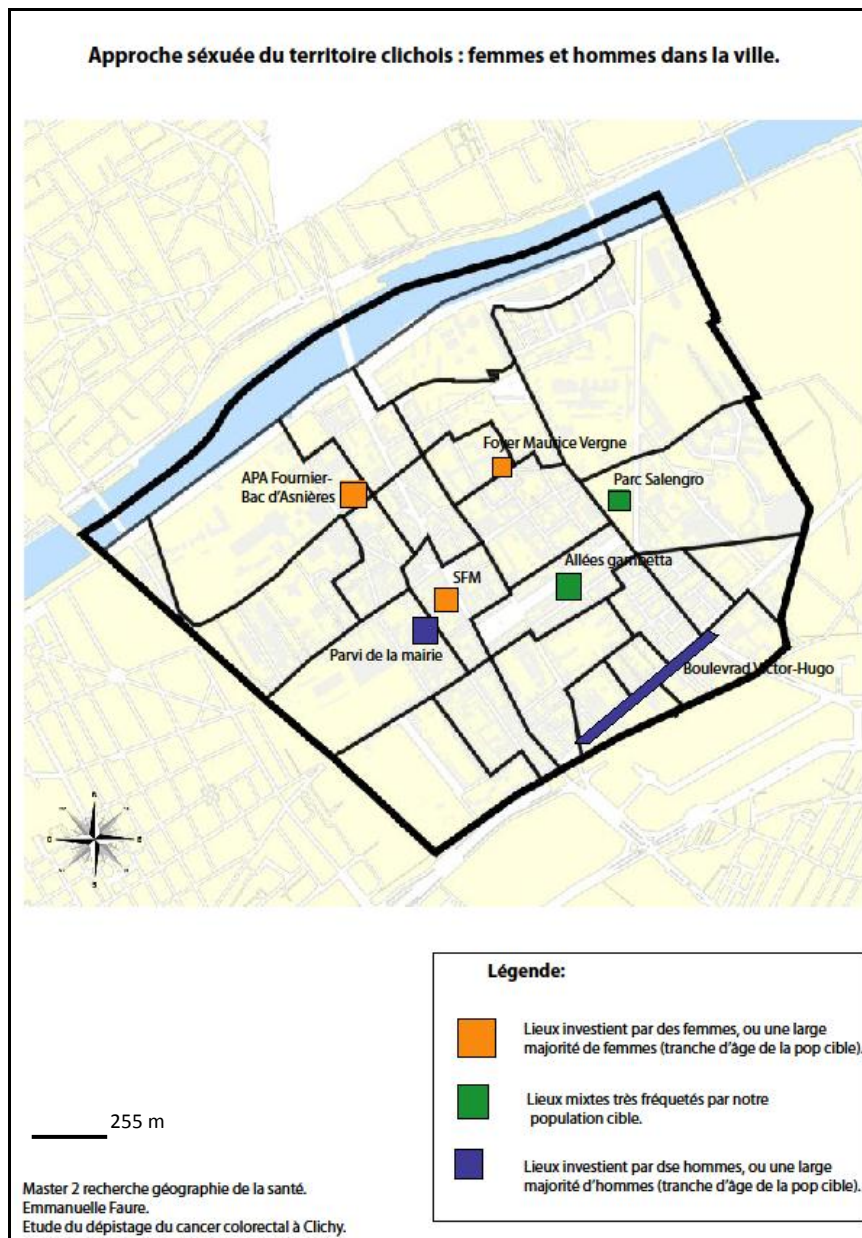 Approche séxuée du territoire clichois : femmes et hommes dans la ville.
Foyer Maurice Vergne
APA Fournier-
Bac d'Asnières
Parc Salengro
SFM
Allées gambetta
Parvi de la mairie
Boulevrad Victor-Hugo
N
O
E
S
Légende:
Lieux investient par des femmes, ou une large
majorité de femmes (tranche d'âge de la pop cible).
Lieux mixtes très fréquetés par notre
population cible.
Lieux investient par dse hommes, ou une large
majorité d'hommes (tranche d'âge de la pop cible).
255 m
Master 2 recherche géographie de la santé.
Emmanuelle Faure.
Etude du dépistage du cancer colorectal à Clichy.